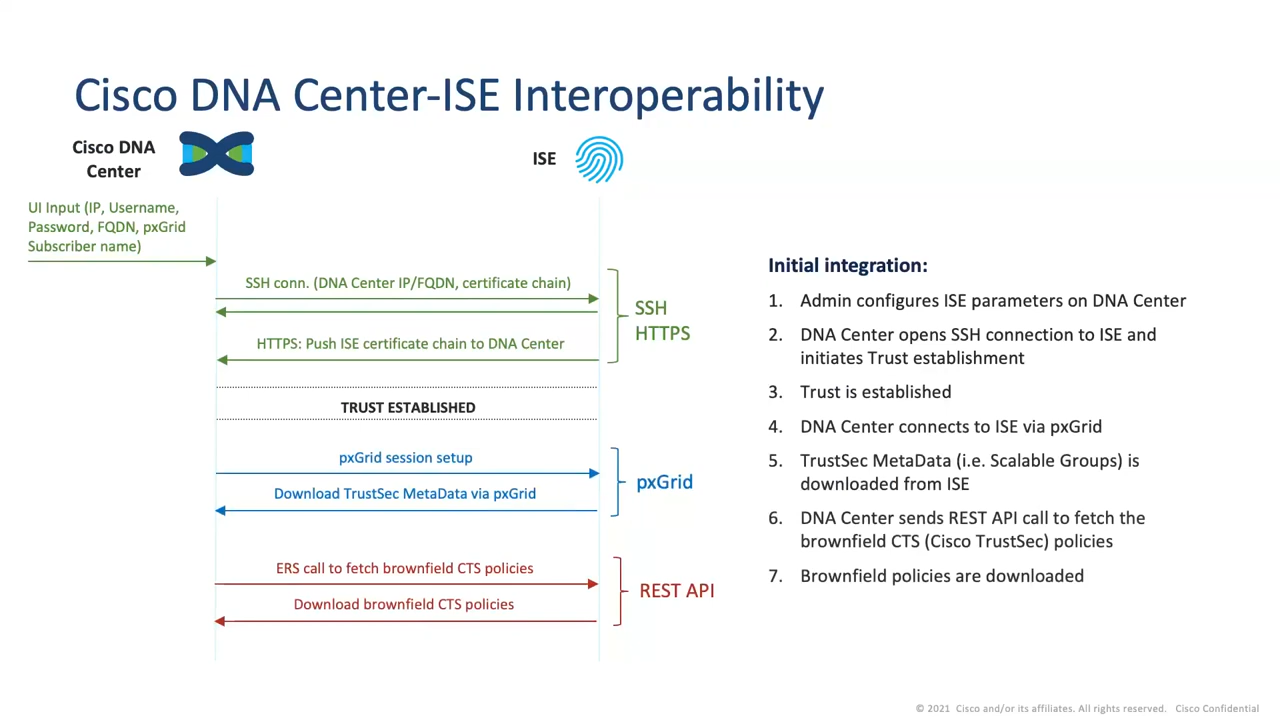 Cisco DNA Center-ISE Interoperability
Cisco DNA
Center
ISE
UI Input (IP, Username,
Password, FQDN, pxGrid
Subscriber name)
SSH conn. (DNA Center IP/FQDN, certificate chain)
HTTPS: Push ISE certificate chain to DNA Center
SSH
HTTPS
TRUST ESTABLISHED
pxGrid session setup
Download TrustSec MetaData via pxGrid
pxGrid
ERS call to fetch brownfield CTS policies
Download brownfield CTS policies
REST API
Initial integration:
1. Admin configures ISE parameters on DNA Center
2. DNA Center opens SSH connection to ISE and
initiates Trust establishment
3. Trust is established
4. DNA Center connects to ISE via pxGrid
5. TrustSec MetaData (i.e. Scalable Groups) is
downloaded from ISE
6. DNA Center sends REST API call to fetch the
brownfield CTS (Cisco TrustSec) policies
7. Brownfield policies are downloaded
© 2021 Cisco and/or its affiliates. All rights reserved. Cisco Confidential